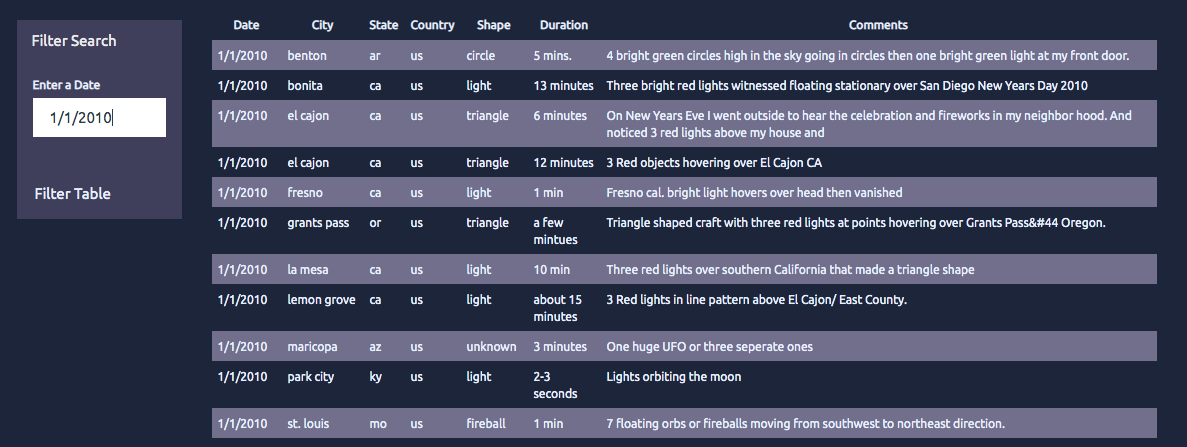 Filter Search
Enter a Date
1/1/2010
Filter Table
Date City State Country Shape Duration Comments
1/1/2010 benton ar us circle 5 mins. 4 bright green circles high in the sky going in circles then one bright green light at my front door.
1/1/2010 bonita ca us light 13 minutes Three bright red lights witnessed floating stationary over San Diego New Years Day 2010
1/1/2010 el cajon ca us triangle 6 minutes On New Years Eve I went outside to hear the celebration and fireworks in my neighbor hood. And
noticed 3 red lights above my house and
1/1/2010 el cajon ca us triangle 12 minutes 3 Red objects hovering over El Cajon CA
1/1/2010 fresno ca us light 1 min Fresno cal. bright light hovers over head then vanished
1/1/2010 grants pass or us triangle a few Triangle shaped craft with three red lights at points hovering over Grants Pass&#44 Oregon.
mintues
1/1/2010 la mesa ca us light 10 min Three red lights over southern California that made a triangle shape
1/1/2010 lemon grove ca us light about 15 3 Red lights in line pattern above El Cajon/ East County.
minutes
1/1/2010 maricopa az us unknown 3 minutes One huge UFO or three seperate ones
1/1/2010 park city ky us light 2-3 Lights orbiting the moon
seconds
1/1/2010 st. louis mo us fireball 1 min 7 floating orbs or fireballs moving from southwest to northeast direction.